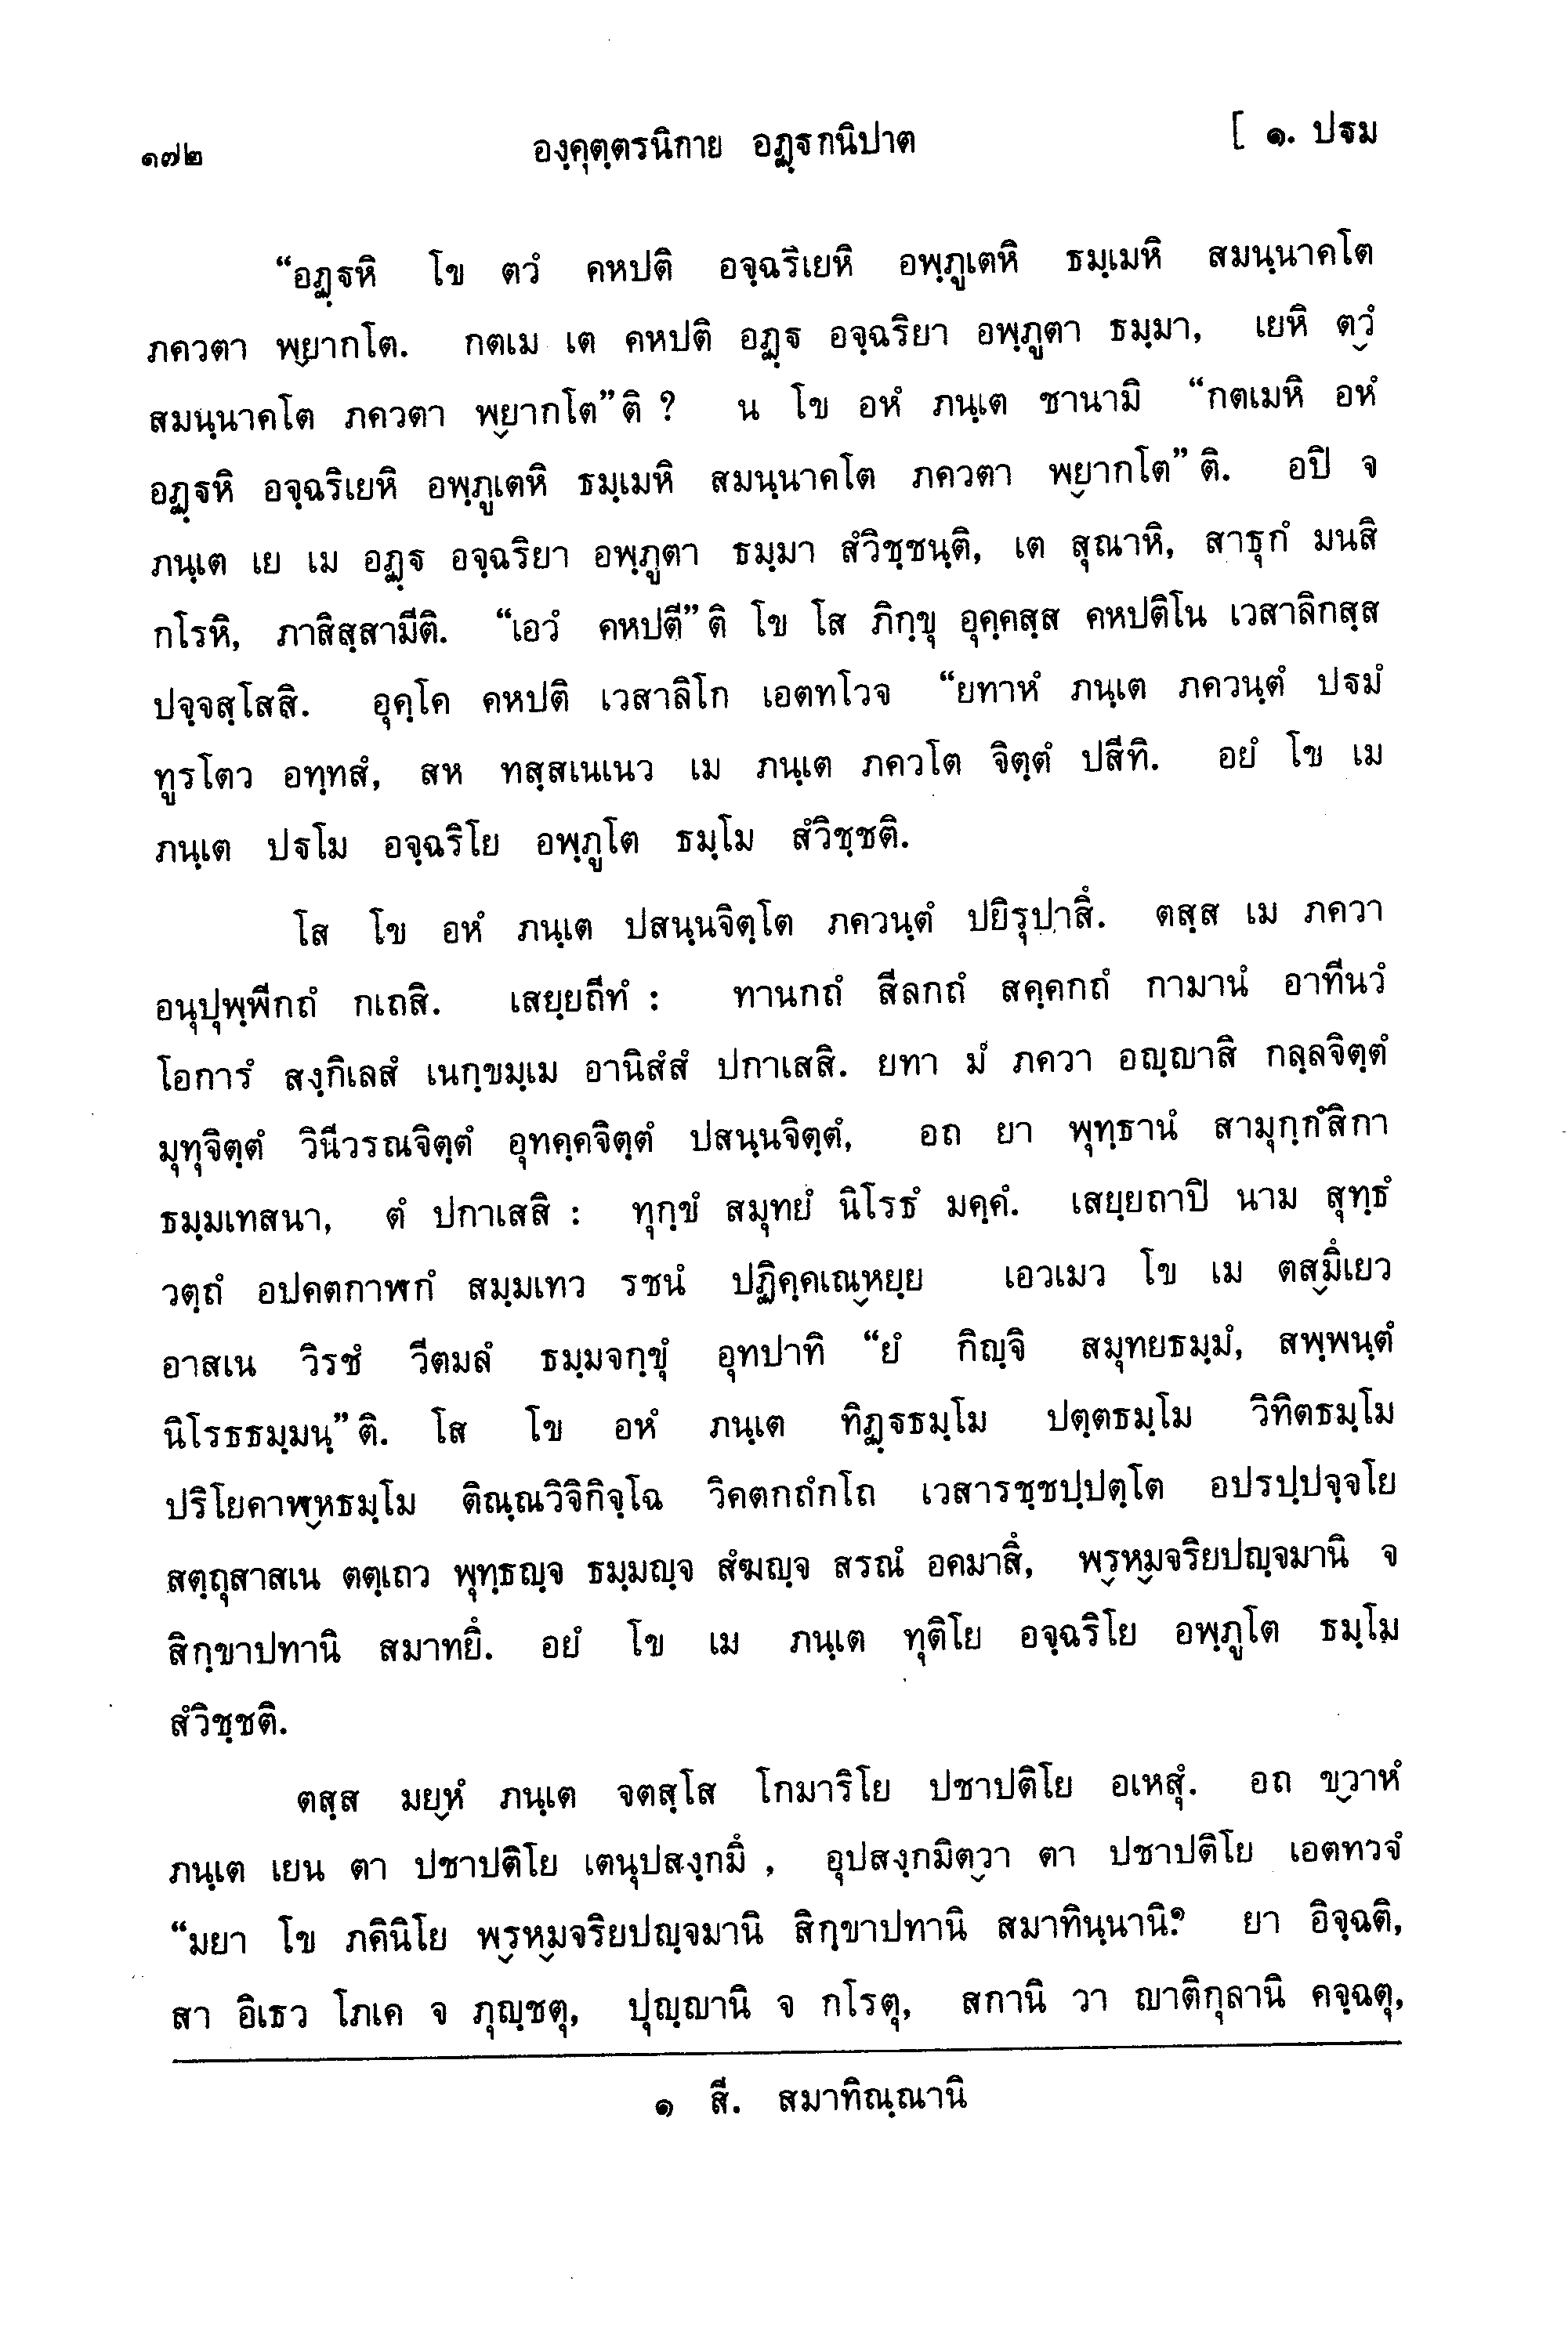 ๑๗๒ องฺคุตฺตรนิกาย อฏฺฐกนิปาต [ ๑. ปฐม
“อฏฺฐหิ โข ตวํ คหปติ อจฺฉริเยหิ อพฺภูเตหิ ธมฺเมหิ สมนฺนาคโต
ภควตา พฺยากโต. กตเม เต คหปติ อฏฺฐ อจฺฉริยา อพฺภูตา ธมฺมา, เยหิ ตฺวํ
สมนฺนาคโต ภควตา พฺยากโต”ติ ? น โข อหํ ภนฺเต ชานามิ “กตเมหิ อหํ
อฏฺฐหิ อจฺฉริเยหิ อพฺภูเตหิ ธมฺเมหิ สมนฺนาคโต ภควตา พฺยากโต” ติ. อปิ จ
ภนฺเต เย เม อฏฺฐ อจฺฉริยา อพฺภูตา ธมฺมา สํวิชฺชนฺติ, เต สุณาหิ, สาธุกํ มนสิ
กโรหิ, ภาสิสฺสามีติ. “เอวํ คหปตี”ติ โข โส ภิกฺขุ อุคฺคสฺส คหปติโน เวสาลิกสฺส
ปจฺจสฺโสสิ. อุคฺโค คหปติ เวสาลิโก เอตทโวจ “ยทาหํ ภนฺเต ภควนฺตํ ปฐมํ
ทูรโตว อทฺทสํ, สห ทสฺสเนเนว เม ภนฺเต ภควโต จิตฺตํ ปสีทิ. อยํ โข เม
ภนฺเต ปฐโม อจฺฉริโย อพฺภูโต ธมฺโม สํวิชฺชติ.
โส โข อหํ ภนฺเต ปสนฺนจิตฺโต ภควนฺตํ ปยิรุปาสึ. ตสฺส เม ภควา
อนุปุพฺพีกถํ กเถสิ. เสยฺยถีทํ : ทานกถํ สีลกถํ สคฺคกถํ กามานํ อาทีนวํ
โอการํ สงฺกิเลสํ เนกฺขมฺเม อานิสํสํ ปกาเสสิ. ยทา มํ ภควา อญฺญาสิ กลฺลจิตฺตํ
มุทุจิตฺตํ วินีวรณจิตฺตํ อุทคฺคจิตฺตํ ปสนฺนจิตฺตํ, อถ ยา พุทฺธานํ สามุกฺกํสิกา
ธมฺมเทสนา, ตํ ปกาเสสิ : ทุกฺขํ สมุทยํ นิโรธํ มคฺคํ. เสยฺยถาปิ นาม สุทฺธํ
วตฺถํ อปคตกาฬกํ สมฺมเทว รชนํ ปฏิคฺคเณฺหยฺย เอวเมว โข เม ตสฺมึเยว
อาสเน วิรชํ วีตมลํ ธมฺมจกฺขุํ อุทปาทิ “ยํ กิญฺจิ สมุทยธมฺมํ, สพฺพนฺตํ
นิโรธธมฺมนฺ”ติ. โส โข อหํ ภนฺเต ทิฏฺฐธมฺโม ปตฺตธมฺโม วิทิตธมฺโม
ปริโยคาฬฺหธมฺโม ติณฺณวิจิกิจฺโฉ วิคตกถํกโถ เวสารชฺชปฺปตฺโต อปรปฺปจฺจโย
สตฺถุสาสเน ตตฺเถว พุทฺธญฺจ ธมฺมญฺจ สํฆญฺจ สรณํ อคมาสึ, พฺรหฺมจริยปญฺจมานิ จ
สิกฺขาปทานิ สมาทยึ. อยํ โข เม ภนฺเต ทุติโย อจฺฉริโย อพฺภูโต ธมฺโม
สํวิชฺชติ.
ตสฺส มยฺหํ ภนฺเต จตสฺโส โกมาริโย ปชาปติโย อเหสุํ. อถ ขฺวาหํ
ภนฺเต เยน ตา ปชาปติโย เตนุปสงฺกมึ , อุปสงฺกมิตฺวา ตา ปชาปติโย เอตทวจํ
“มยา โข ภคินิโย พฺรหฺมจริยปญฺจมานิ สิกฺขาปทานิ สมาทินฺนานิ๑ ยา อิจฺฉติ,
สา อิเธว โภเค จ ภุญฺชตุ, ปุญฺญานิ จ กโรตุ, สกานิ วา ญาติกุลานิ คจฺฉตุ,
๑ สี. สมาทิณฺณานิ